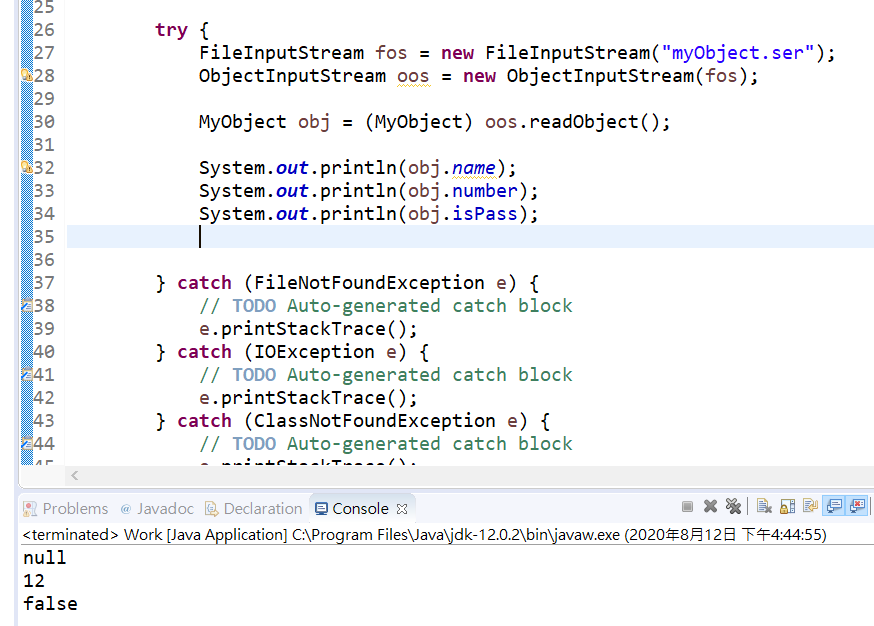 25
26 try {
27 FileInputStream fos = new FileInputStream("myObject.ser");
28 ObjectInputStream oos = new ObjectInputStream(fos);
29
30 MyObject obj = (MyObject) oos.readObject();
31
32 System.out.println(obj.name);
33 System.out.println(obj.number);
34 System.out.println(obj.isPass);
35
36
37 } catch (FileNotFoundException e) {
38 // TODO Auto-generated catch block
39 e.printStackTrace();
40 } catch (IOException e) {
41 // TODO Auto-generated catch block
42 e.printStackTrace();
43 } catch (ClassNotFoundException e) {
44 // TODO Auto-generated catch block
45 e.printStackTrace();
Problems @ Javadoc Declaration Console
<terminated> Work [Java Application] C:\Program Files\Java\jdk-12.0.2\bin\javaw.exe (2020年8月12日 下午4:44:55)
null
12
false